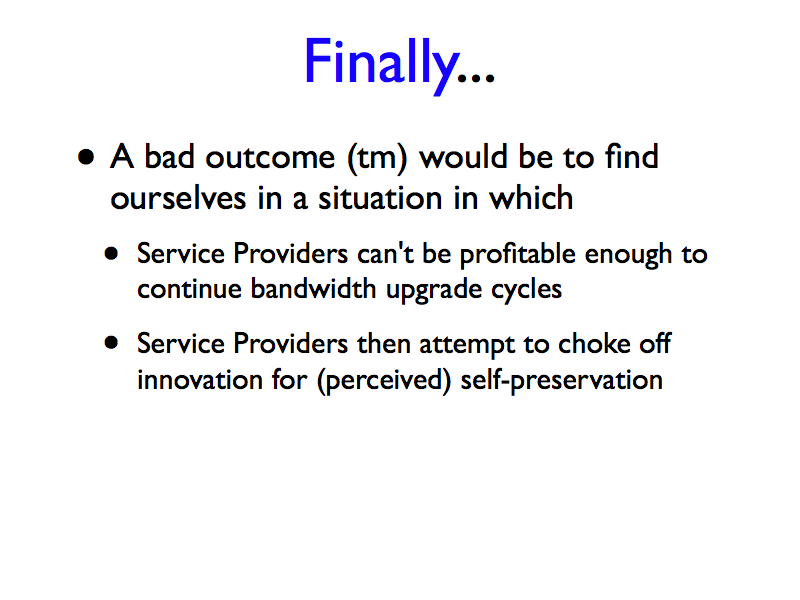 Finally...
• A bad outcome (tm) would be to find
ourselves in a situation in which
• Service Providers can't be profitable enough to
continue bandwidth upgrade cycles
• Service Providers then attempt to choke off
innovation for (perceived) self-preservation